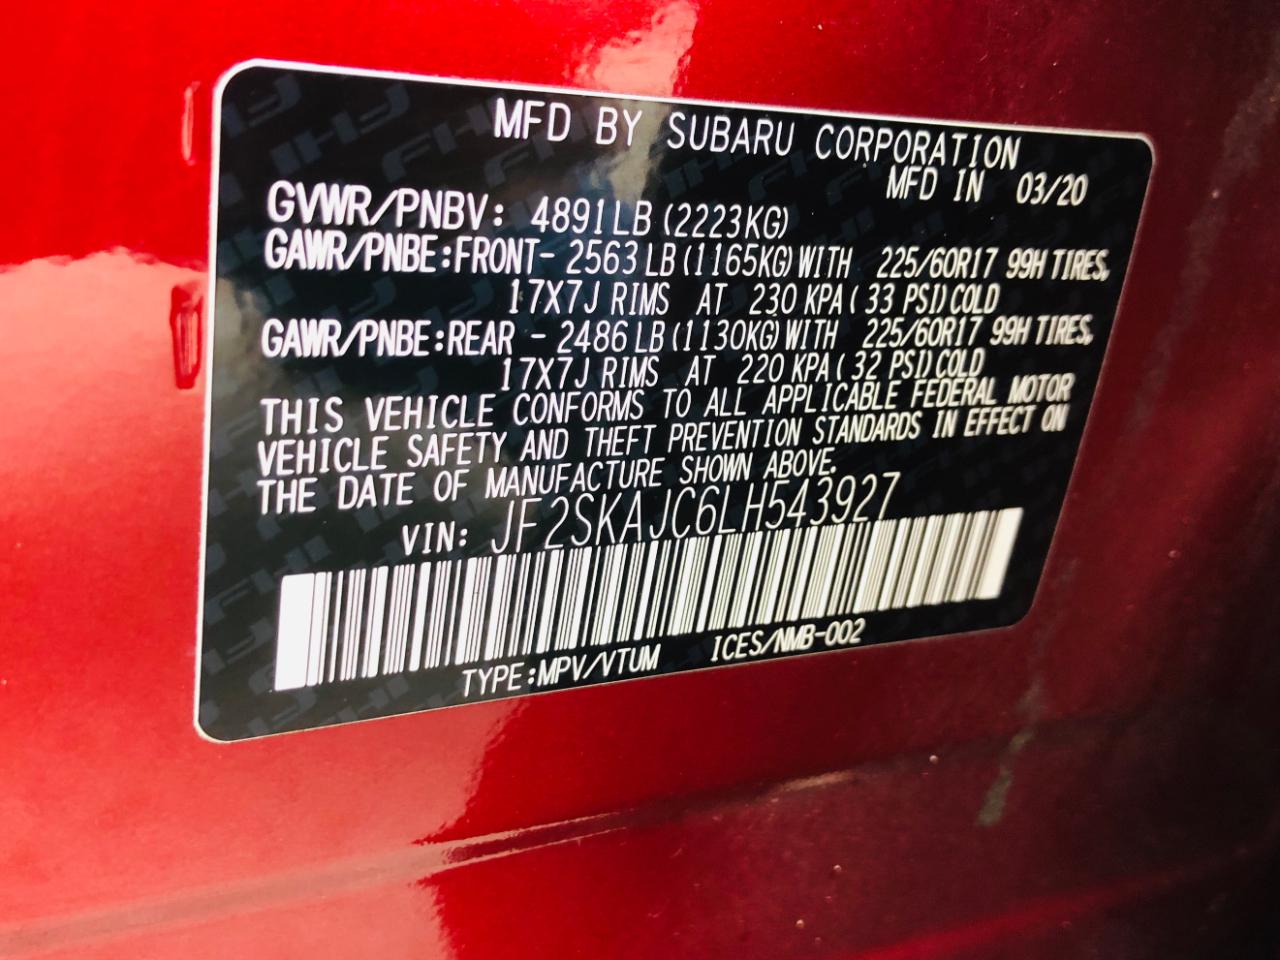 MFD BY SUBARU CORPORATION
MFD IN 03/20
GVWR/PNBV: 4891LB (2223KG)
GAWR/PNBE:FRONT- 2563 LB (1165KG) WITH 225/60R17 99H TIRES,
17X7J RIMS AT 230 KPA ( 33 PSI) COLD
GAWR/PNBE:REAR - 2486 LB (1130KG) WITH 225/60R17 99H TIRES,
17X7J RIMS AT 220 KPA ( 32 PSI) COLD
THIS VEHICLE CONFORMS TO ALL APPLICABLE FEDERAL MOTOR
VEHICLE SAFETY AND THEFT PREVENTION STANDARDS IN EFFECT ON
THE DATE OF MANUFACTURE SHOWN ABOVE.
VIN: JF2SKAJC6LH543927
TYPE:MPV/VTUM ICES/NMB-002